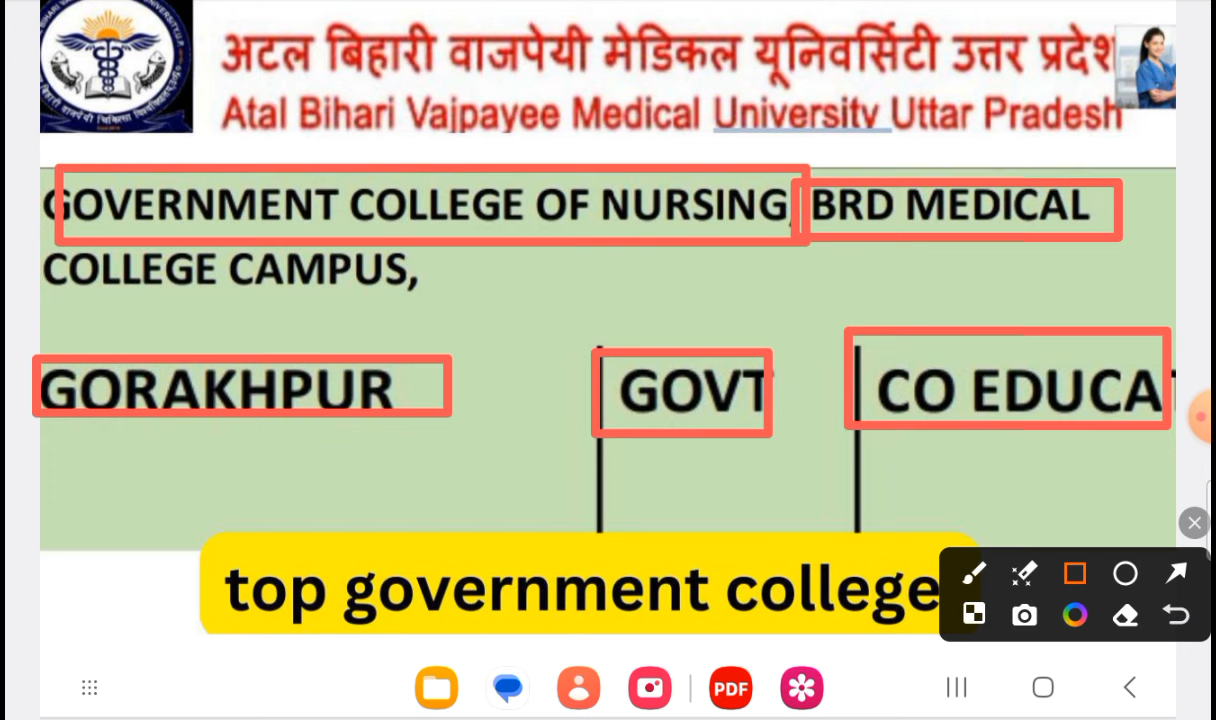 अटल बिहारी वाजपेयी मेडिकल यूनिवर्सिटी उत्तर प्रदेश
Atal Bihari Vajpayee Medical University Uttar Pradesh
GOVERNMENT COLLEGE OF NURSING, BRD MEDICAL
COLLEGE CAMPUS,
GORAKHPUR GOVT CO EDUCAT
top government college
PDF